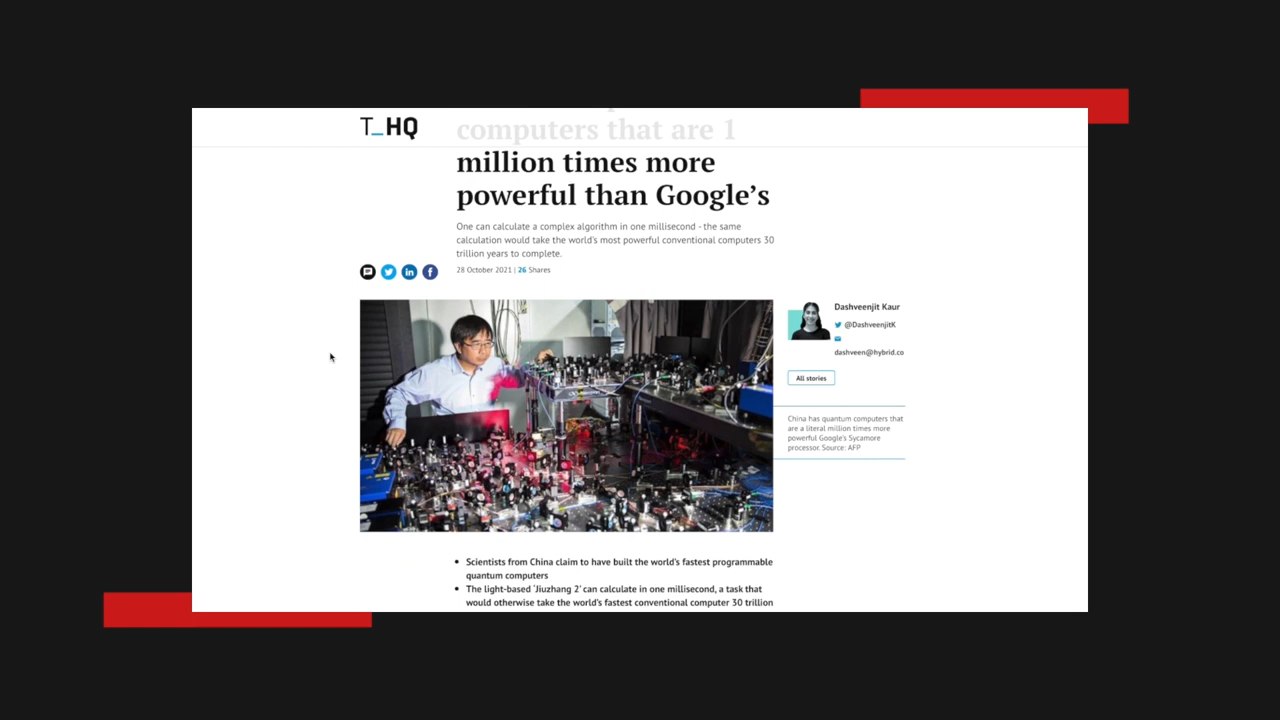 T_HQ
computers that are 1
million times more
powerful than Google's
One can calculate a complex algorithm in one millisecond - the same
calculation would take the world's most powerful conventional computers 30
trillion years to complete.
28 October 2021 | 26 Shares
Dashveenjit Kaur
@DashveenjitK
dashveen@hybrid.co
All stories
China has quantum computers that
are a literal million times more
powerful Google's Sycamore
processor. Source: AFP
• Scientists from China claim to have built the world's fastest programmable
quantum computers
• The light-based 'Jiuzhang 2' can calculate in one millisecond, a task that
would otherwise take the world's fastest conventional computer 30 trillion